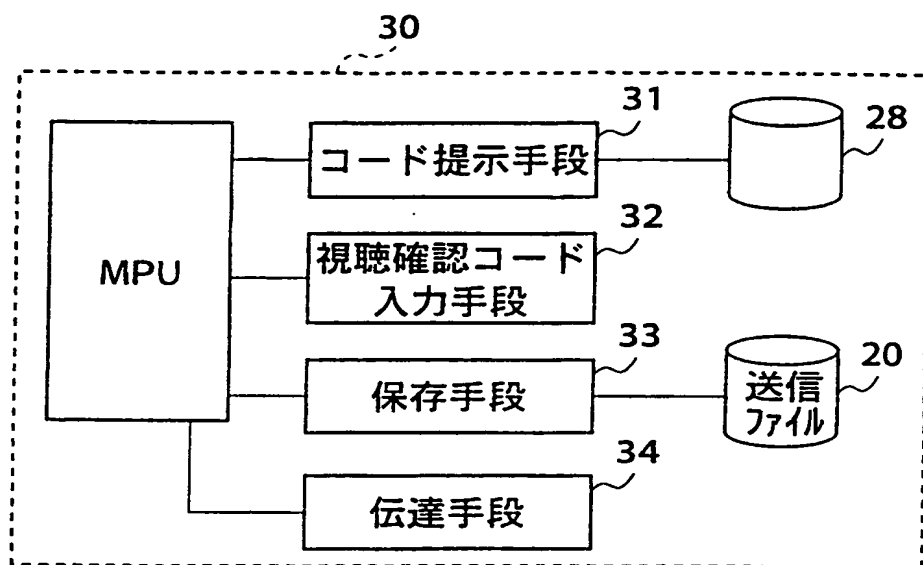 30
31
コード提示手段
28
MPU
32
視聴確認コード
入力手段
33
保存手段
20
送信
ファイル
34
伝達手段